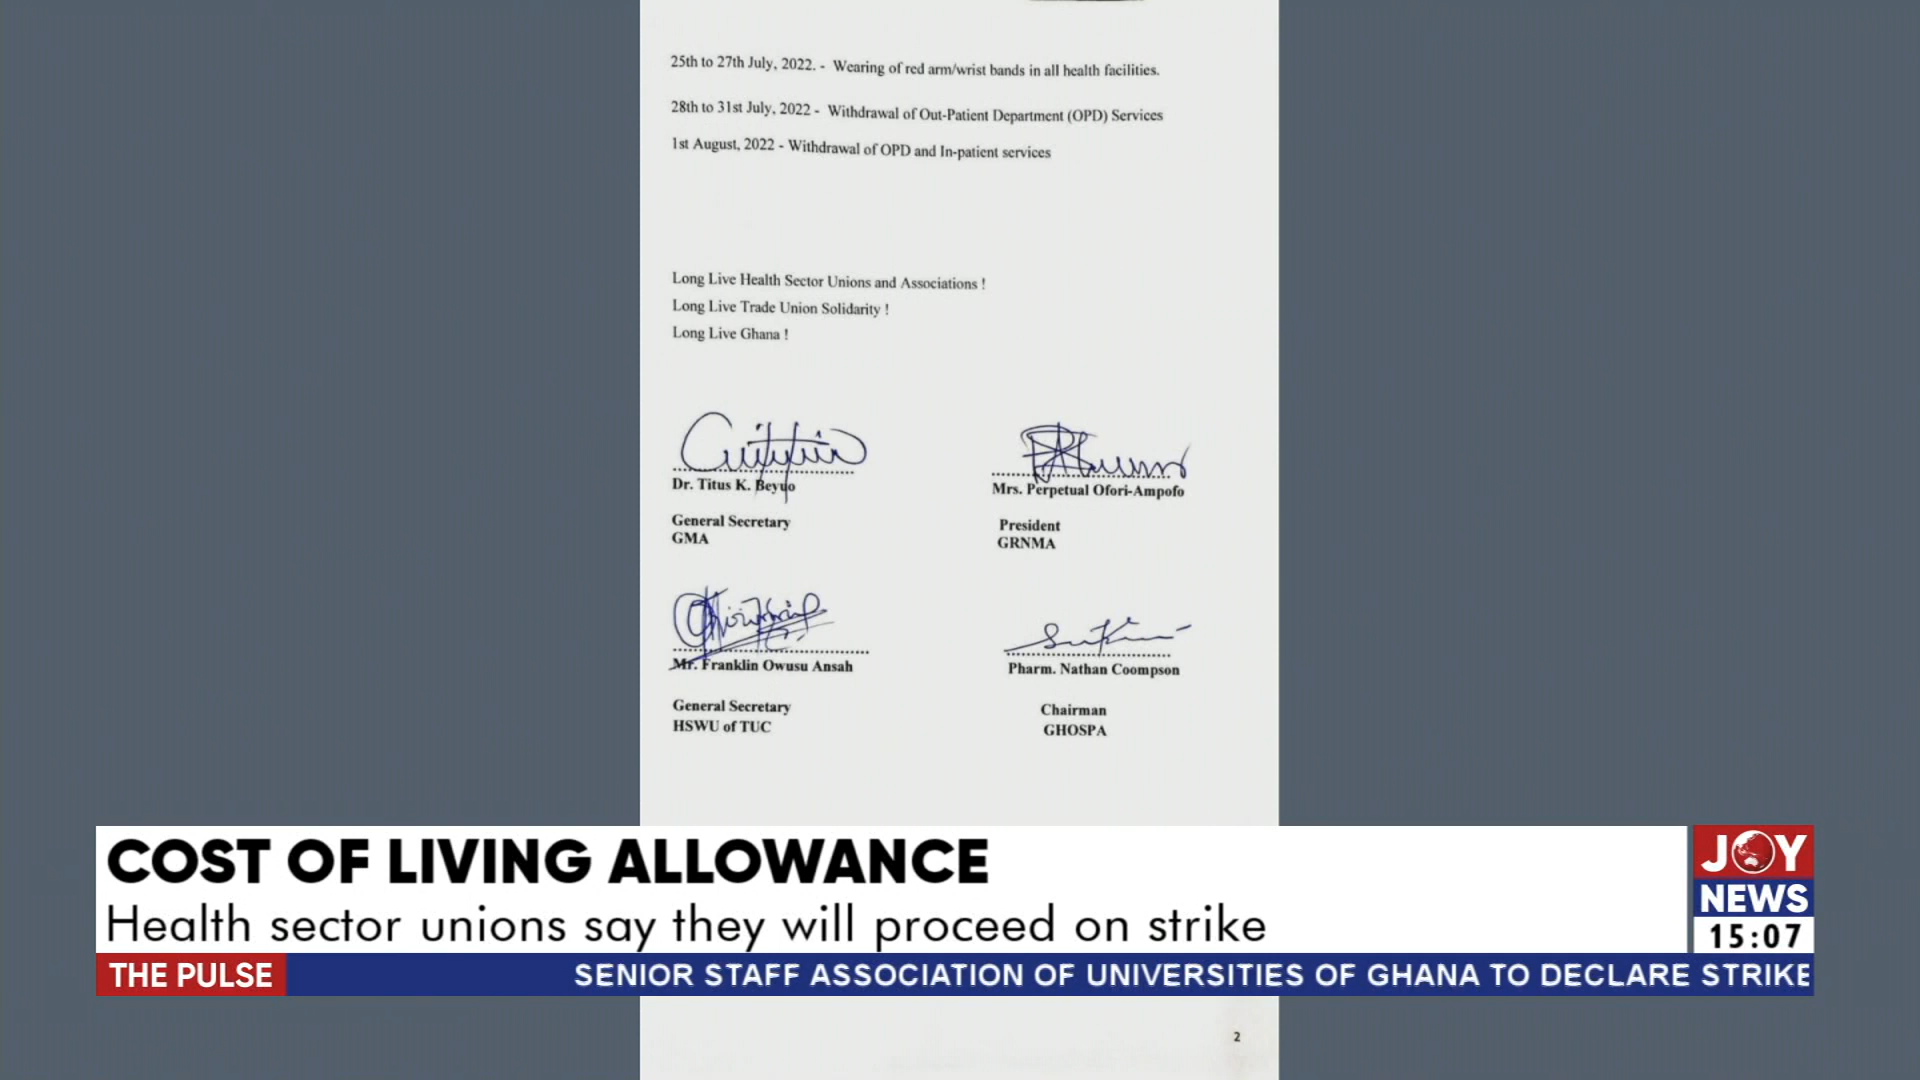 25th to 27th July, 2022. - Wearing of red arm/wrist bands in all health facilities.
28th to 31st July, 2022 - Withdrawal of Out-Patient Department (OPD) Services
1st August, 2022 - Withdrawal of OPD and In-patient services
Long Live Health Sector Unions and Associations !
Long Live Trade Union Solidarity !
Long Live Ghana !
Dr. Titus K. Beyuo
General Secretary
GMA
Mrs. Perpetual Ofori-Ampofo
President
GRNMA
Mr. Franklin Owusu Ansah
General Secretary
HSWU of TUC
Pharm. Nathan Coompson
Chairman
GHOSPA
COST OF LIVING ALLOWANCE
Health sector unions say they will proceed on strike
JOY
NEWS
15:07
THE PULSE
SENIOR STAFF ASSOCIATION OF UNIVERSITIES OF GHANA TO DECLARE STRIKE
2